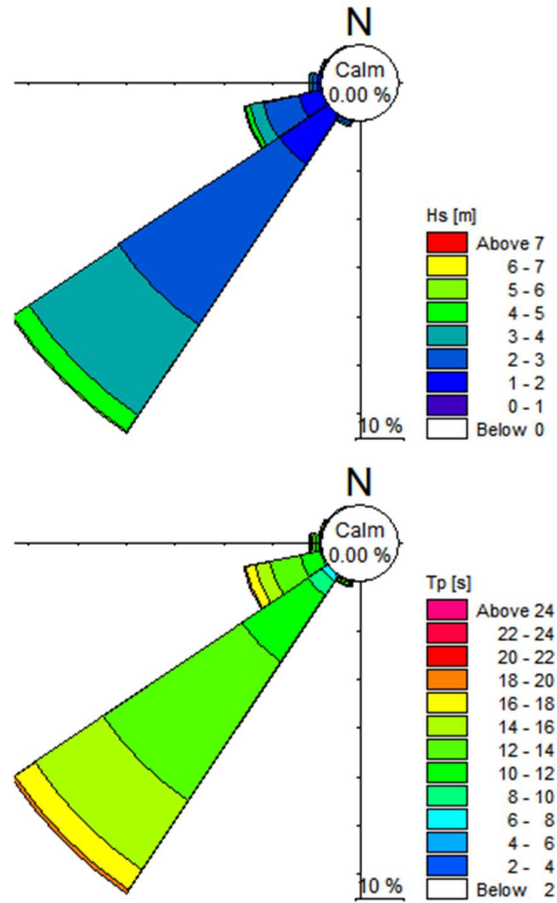 N
Calm
0.00 %
Hs [m]
Above 7
6 - 7
5 - 6
4 - 5
3 - 4
2 - 3
1 - 2
0 - 1
Below 0
10 %
N
Calm
0.00 %
Tp [s]
Above 24
22 - 24
20 - 22
18 - 20
16 - 18
14 - 16
12 - 14
10 - 12
8 - 10
6 - 8
4 - 6
2 - 4
Below 2
10 %